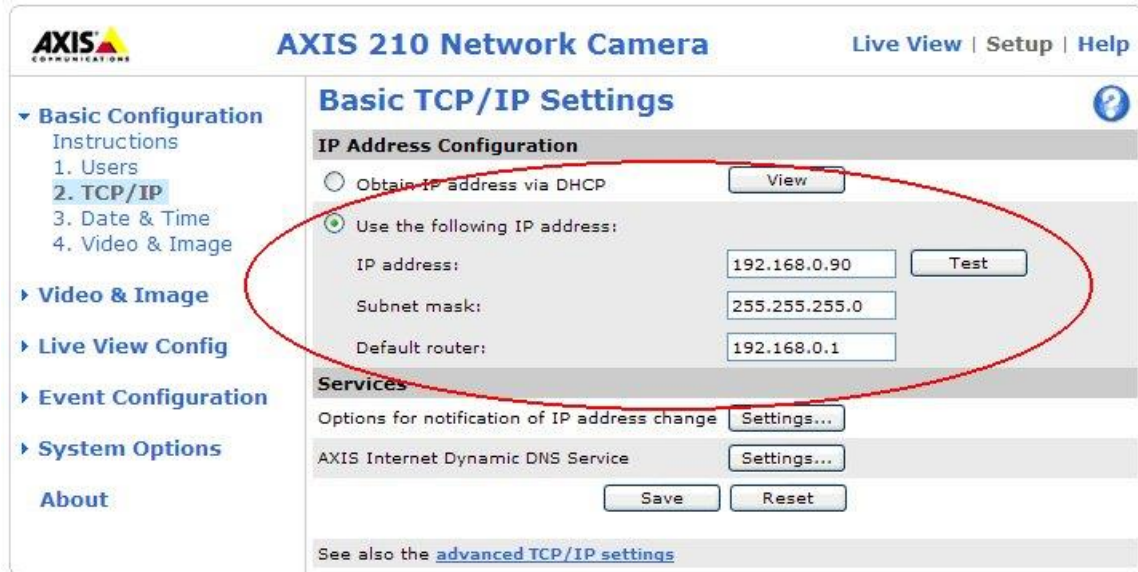 AXIS
COMMUNICATIONS
AXIS 210 Network Camera
Live View | Setup | Help
Basic Configuration
Instructions
1. Users
2. TCP/IP
3. Date & Time
4. Video & Image
Video & Image
Live View Config
Event Configuration
System Options
About
Basic TCP/IP Settings
?
IP Address Configuration
Obtain IP address via DHCP View
Use the following IP address:
IP address: 192.168.0.90 Test
Subnet mask: 255.255.255.0
Default router: 192.168.0.1
Services
Options for notification of IP address change Settings...
AXIS Internet Dynamic DNS Service Settings...
Save Reset
See also the advanced TCP/IP settings